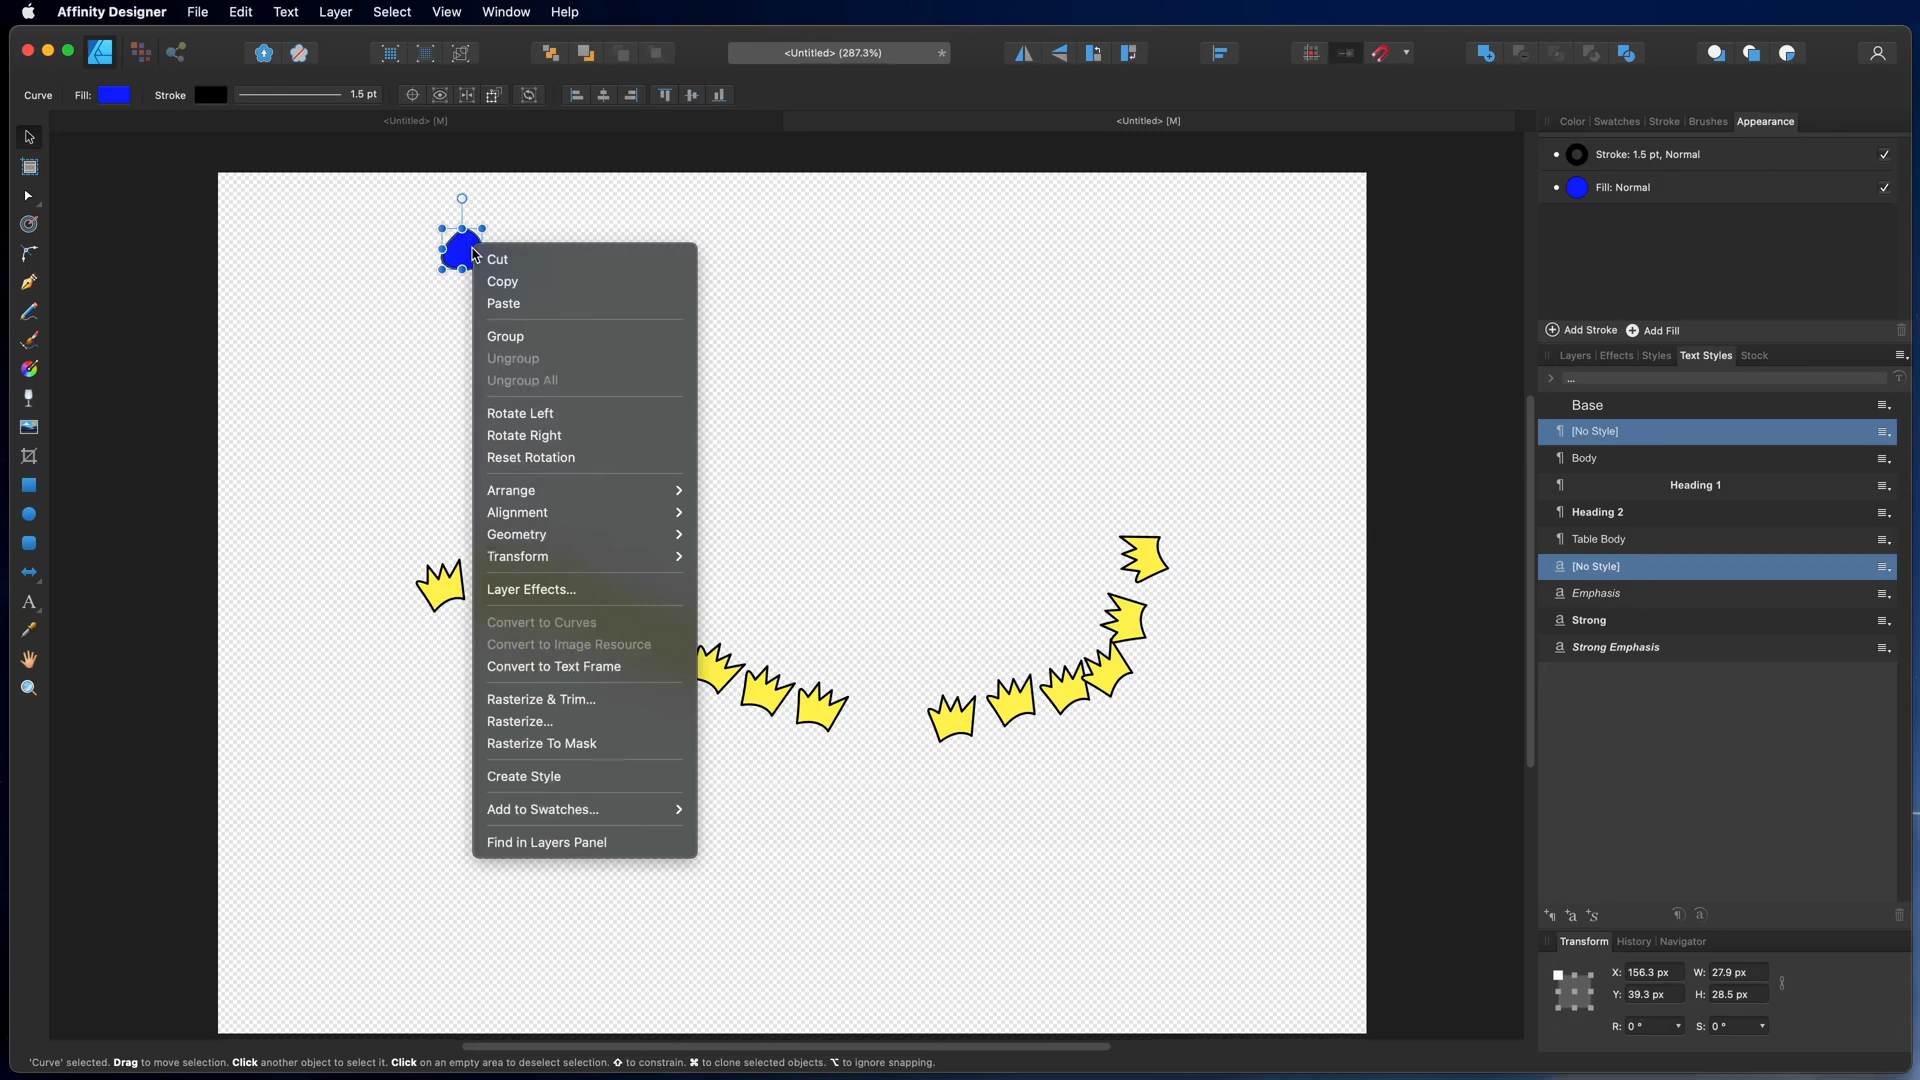 Affinity Designer File Edit Text Layer Select View Window Help
<Untitled> (287.3%) *
Curve Fill: Stroke 1.5 pt
<Untitled> [M] <Untitled> [M]
Color Swatches Stroke Brushes Appearance
Stroke: 1.5 pt, Normal
Fill: Normal
Add Stroke Add Fill
Layers Effects Styles Text Styles Stock
...
Base
¶ [No Style]
¶ Body
¶ Heading 1
¶ Heading 2
¶ Table Body
a [No Style]
a Emphasis
a Strong
a Strong Emphasis
Cut
Copy
Paste
Group
Ungroup
Ungroup All
Rotate Left
Rotate Right
Reset Rotation
Arrange
Alignment
Geometry
Transform
Layer Effects...
Convert to Curves
Convert to Image Resource
Convert to Text Frame
Rasterize & Trim...
Rasterize...
Rasterize To Mask
Create Style
Add to Swatches...
Find in Layers Panel
Transform History Navigator
X: 156.3 px W: 27.9 px
Y: 39.3 px H: 28.5 px
R: 0 ° S: 0 °
'Curve' selected. Drag to move selection. Click another object to select it. Click on an empty area to deselect selection. ⇧ to constrain. ⌘ to clone selected objects. ⌥ to ignore snapping.